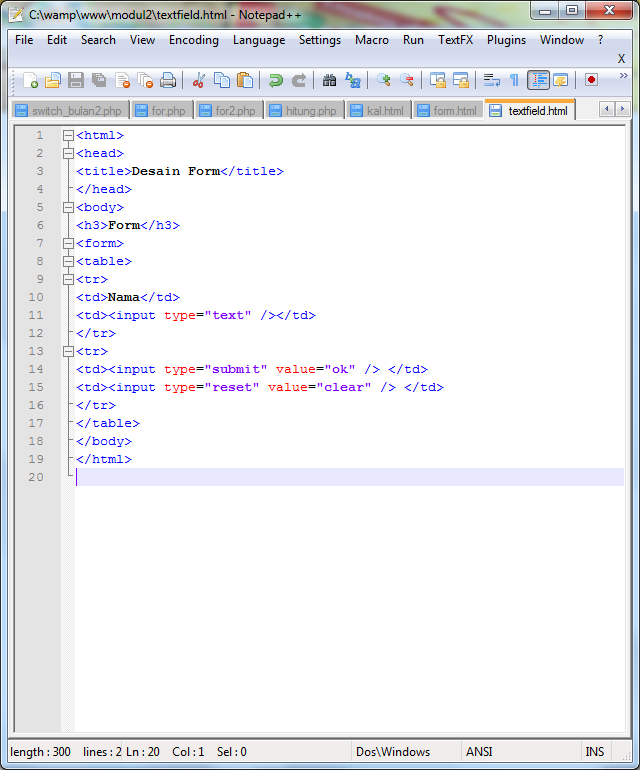 C:\wamp\www\modul2\textfield.html - Notepad++
File Edit Search View Encoding Language Settings Macro Run TextFX Plugins Window ?
X
switch_bulan2.php for.php for2.php hitung.php kal.html form.html textfield.html
1 <html>
2 <head>
3 <title>Desain Form</title>
4 </head>
5 <body>
6 <h3>Form</h3>
7 <form>
8 <table>
9 <tr>
10 <td>Nama</td>
11 <td><input type="text" /></td>
12 </tr>
13 <tr>
14 <td><input type="submit" value="ok" /> </td>
15 <td><input type="reset" value="clear" /> </td>
16 </tr>
17 </table>
18 </body>
19 </html>
20
length : 300 lines : 2 Ln : 20 Col : 1 Sel : 0 Dos\Windows ANSI INS